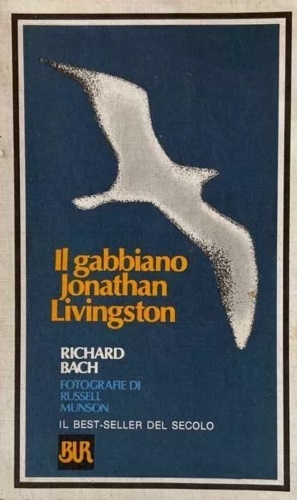 Il gabbiano
Jonathan
Livingston
RICHARD
BACH
FOTOGRAFIE DI
RUSSELL
MUNSON
IL BEST-SELLER DEL SECOLO
BUR